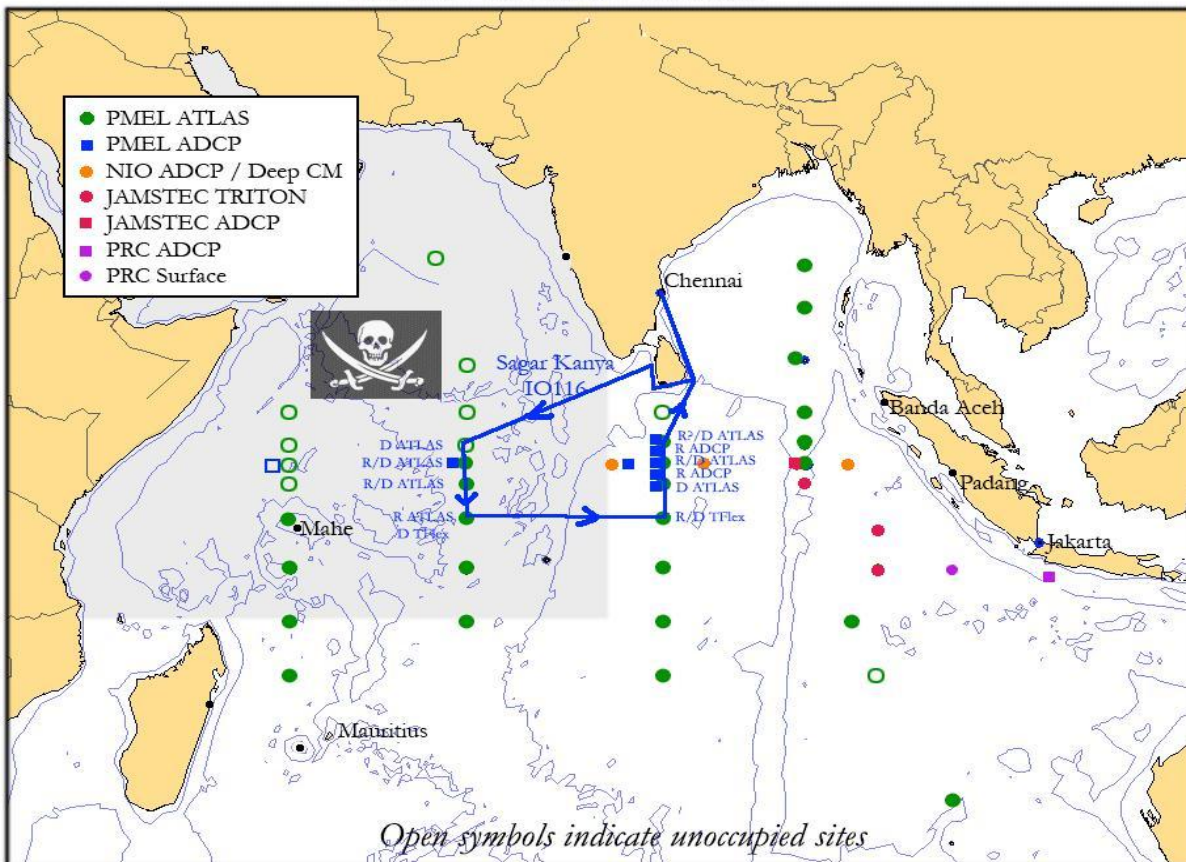 PMEL ATLAS
PMEL ADCP
NIO ADCP / Deep CM
JAMSTEC TRITON
JAMSTEC ADCP
PRC ADCP
PRC Surface
Chennai
Sagar Kanya
IO116
Banda Aceh
D ATLAS
R/D ATLAS
R/D ATLAS
R ATLAS
D TFlex
R?/D ATLAS
R ADCP
R/D ATLAS
R ADCP
D ATLAS
R/D TFlex
Padang
Mahe
Jakarta
Mauritius
Open symbols indicate unoccupied sites